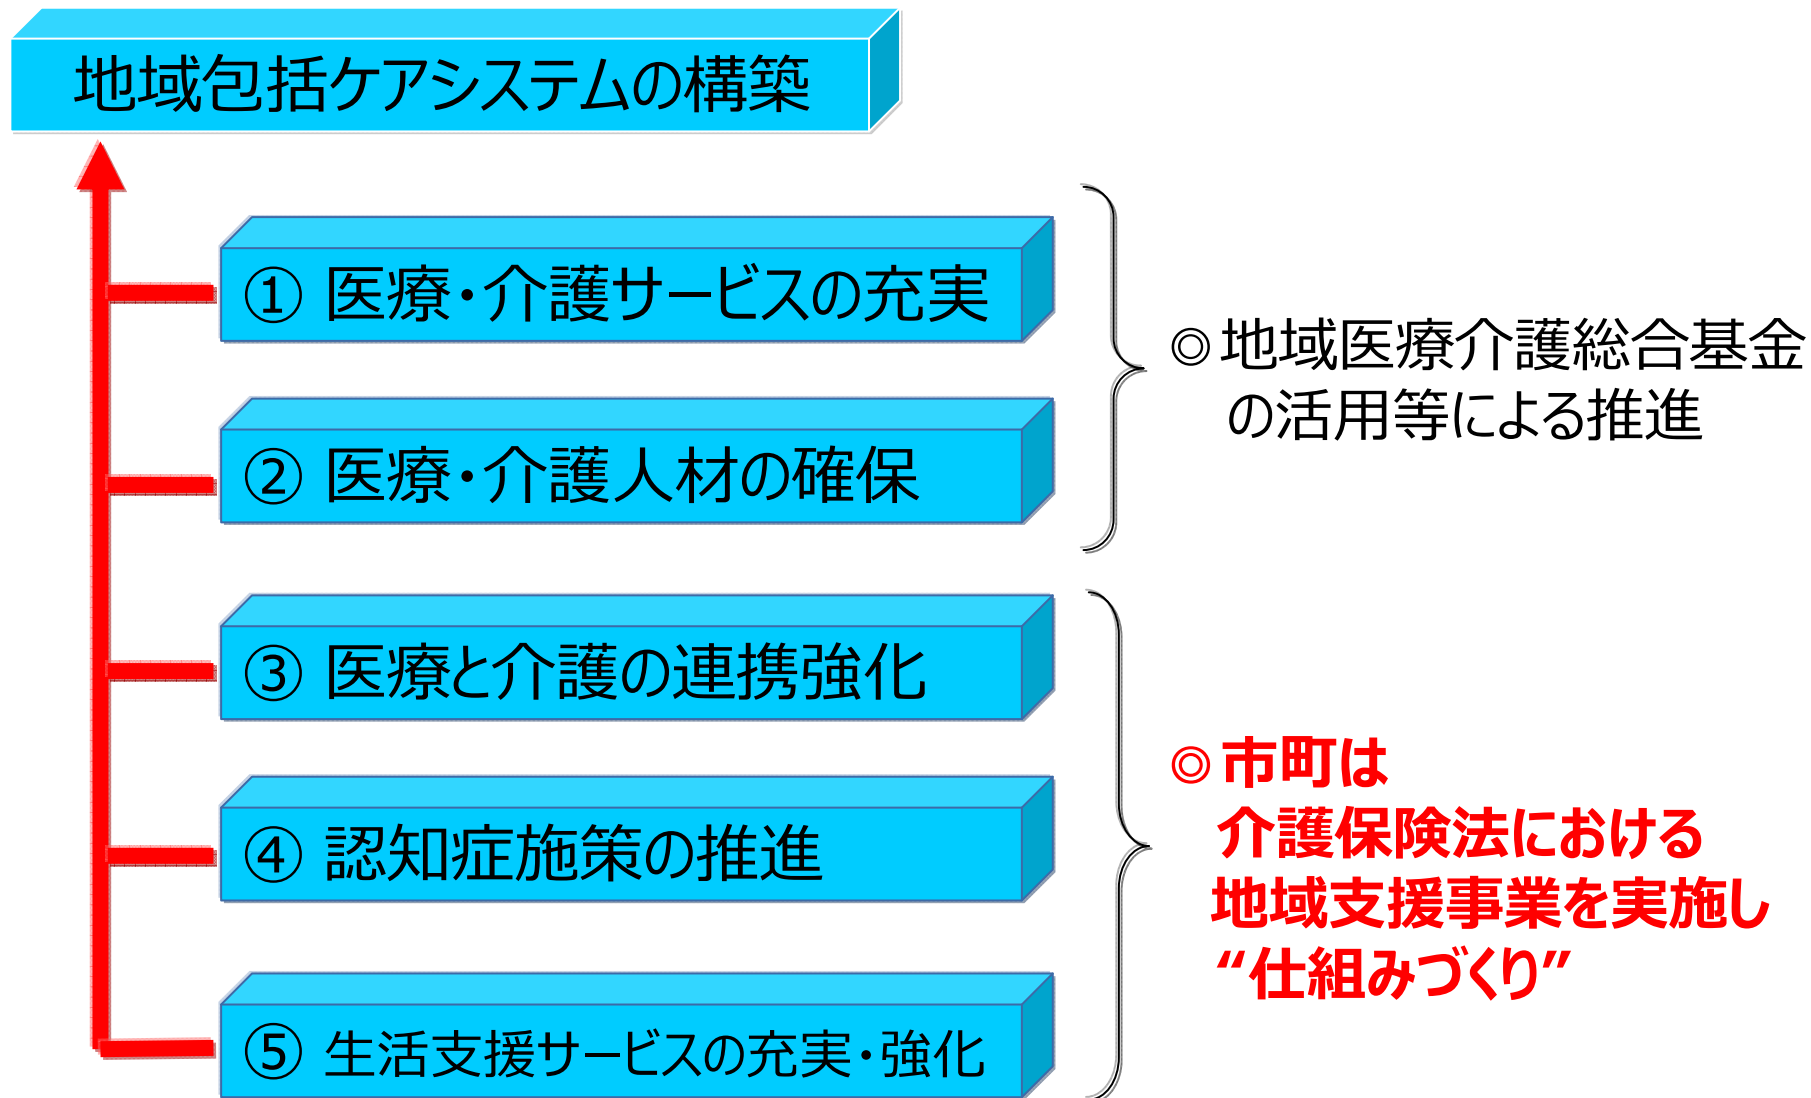 地域包括ケアシステムの構築
① 医療・介護サービスの充実
② 医療・介護人材の確保
◎地域医療介護総合基金
の活用等による推進
③ 医療と介護の連携強化
④ 認知症施策の推進
⑤ 生活支援サービスの充実・強化
◎市町は
介護保険法における
地域支援事業を実施し
“仕組みづくり”